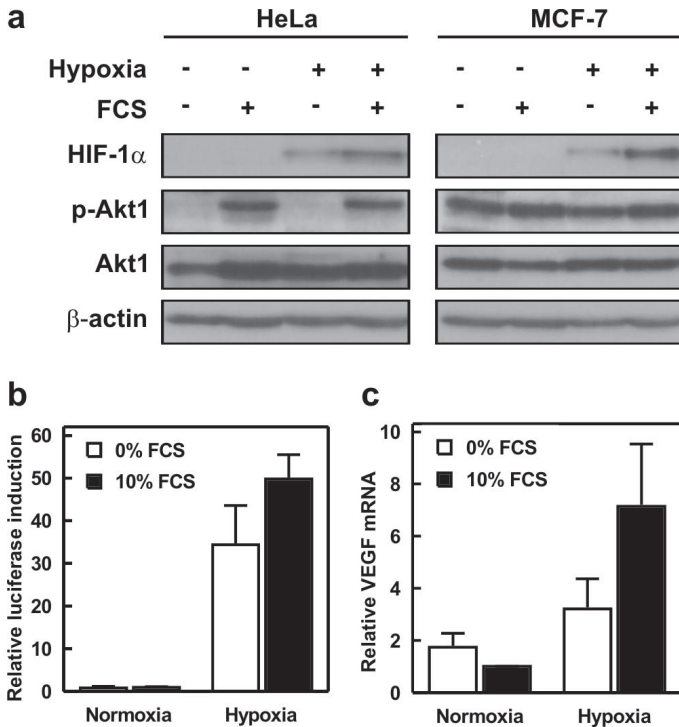 a
HeLa MCF-7
Hypoxia - - + + - - + +
FCS - + - + - + - +
HIF-1α
p-Akt1
Akt1
β-actin
b
Relative luciferase induction
60
50
40
30
20
10
0
0% FCS
10% FCS
Normoxia Hypoxia
c
Relative VEGF mRNA
10
8
6
4
2
0
0% FCS
10% FCS
Normoxia Hypoxia